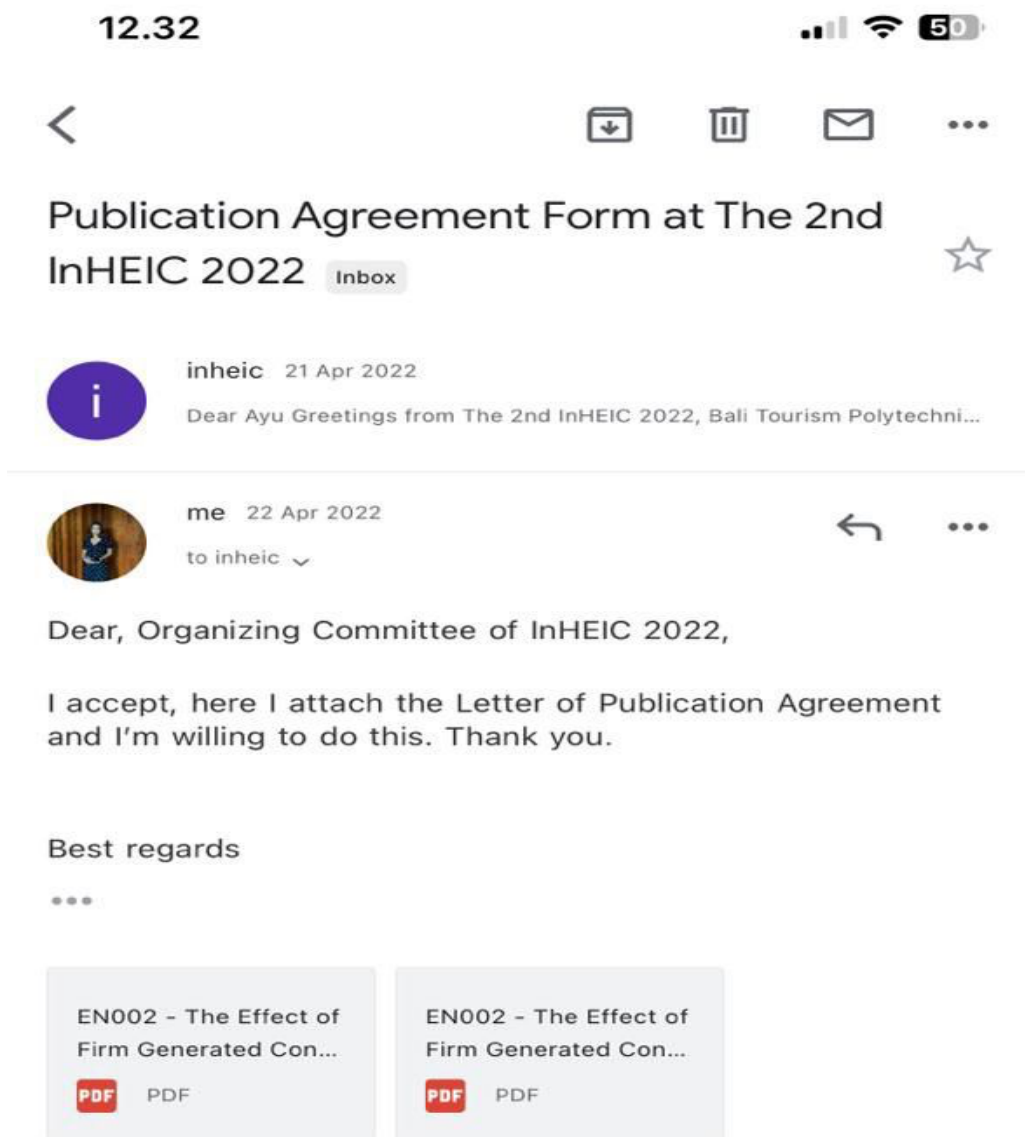 12.32
50
Publication Agreement Form at The 2nd
InHEIC 2022 Inbox
i
inheic 21 Apr 2022
Dear Ayu Greetings from The 2nd InHEIC 2022, Bali Tourism Polytechni...
me 22 Apr 2022
to inheic
Dear, Organizing Committee of InHEIC 2022,
I accept, here I attach the Letter of Publication Agreement
and I'm willing to do this. Thank you.
Best regards
EN002 - The Effect of
Firm Generated Con...
PDF PDF
EN002 - The Effect of
Firm Generated Con...
PDF PDF